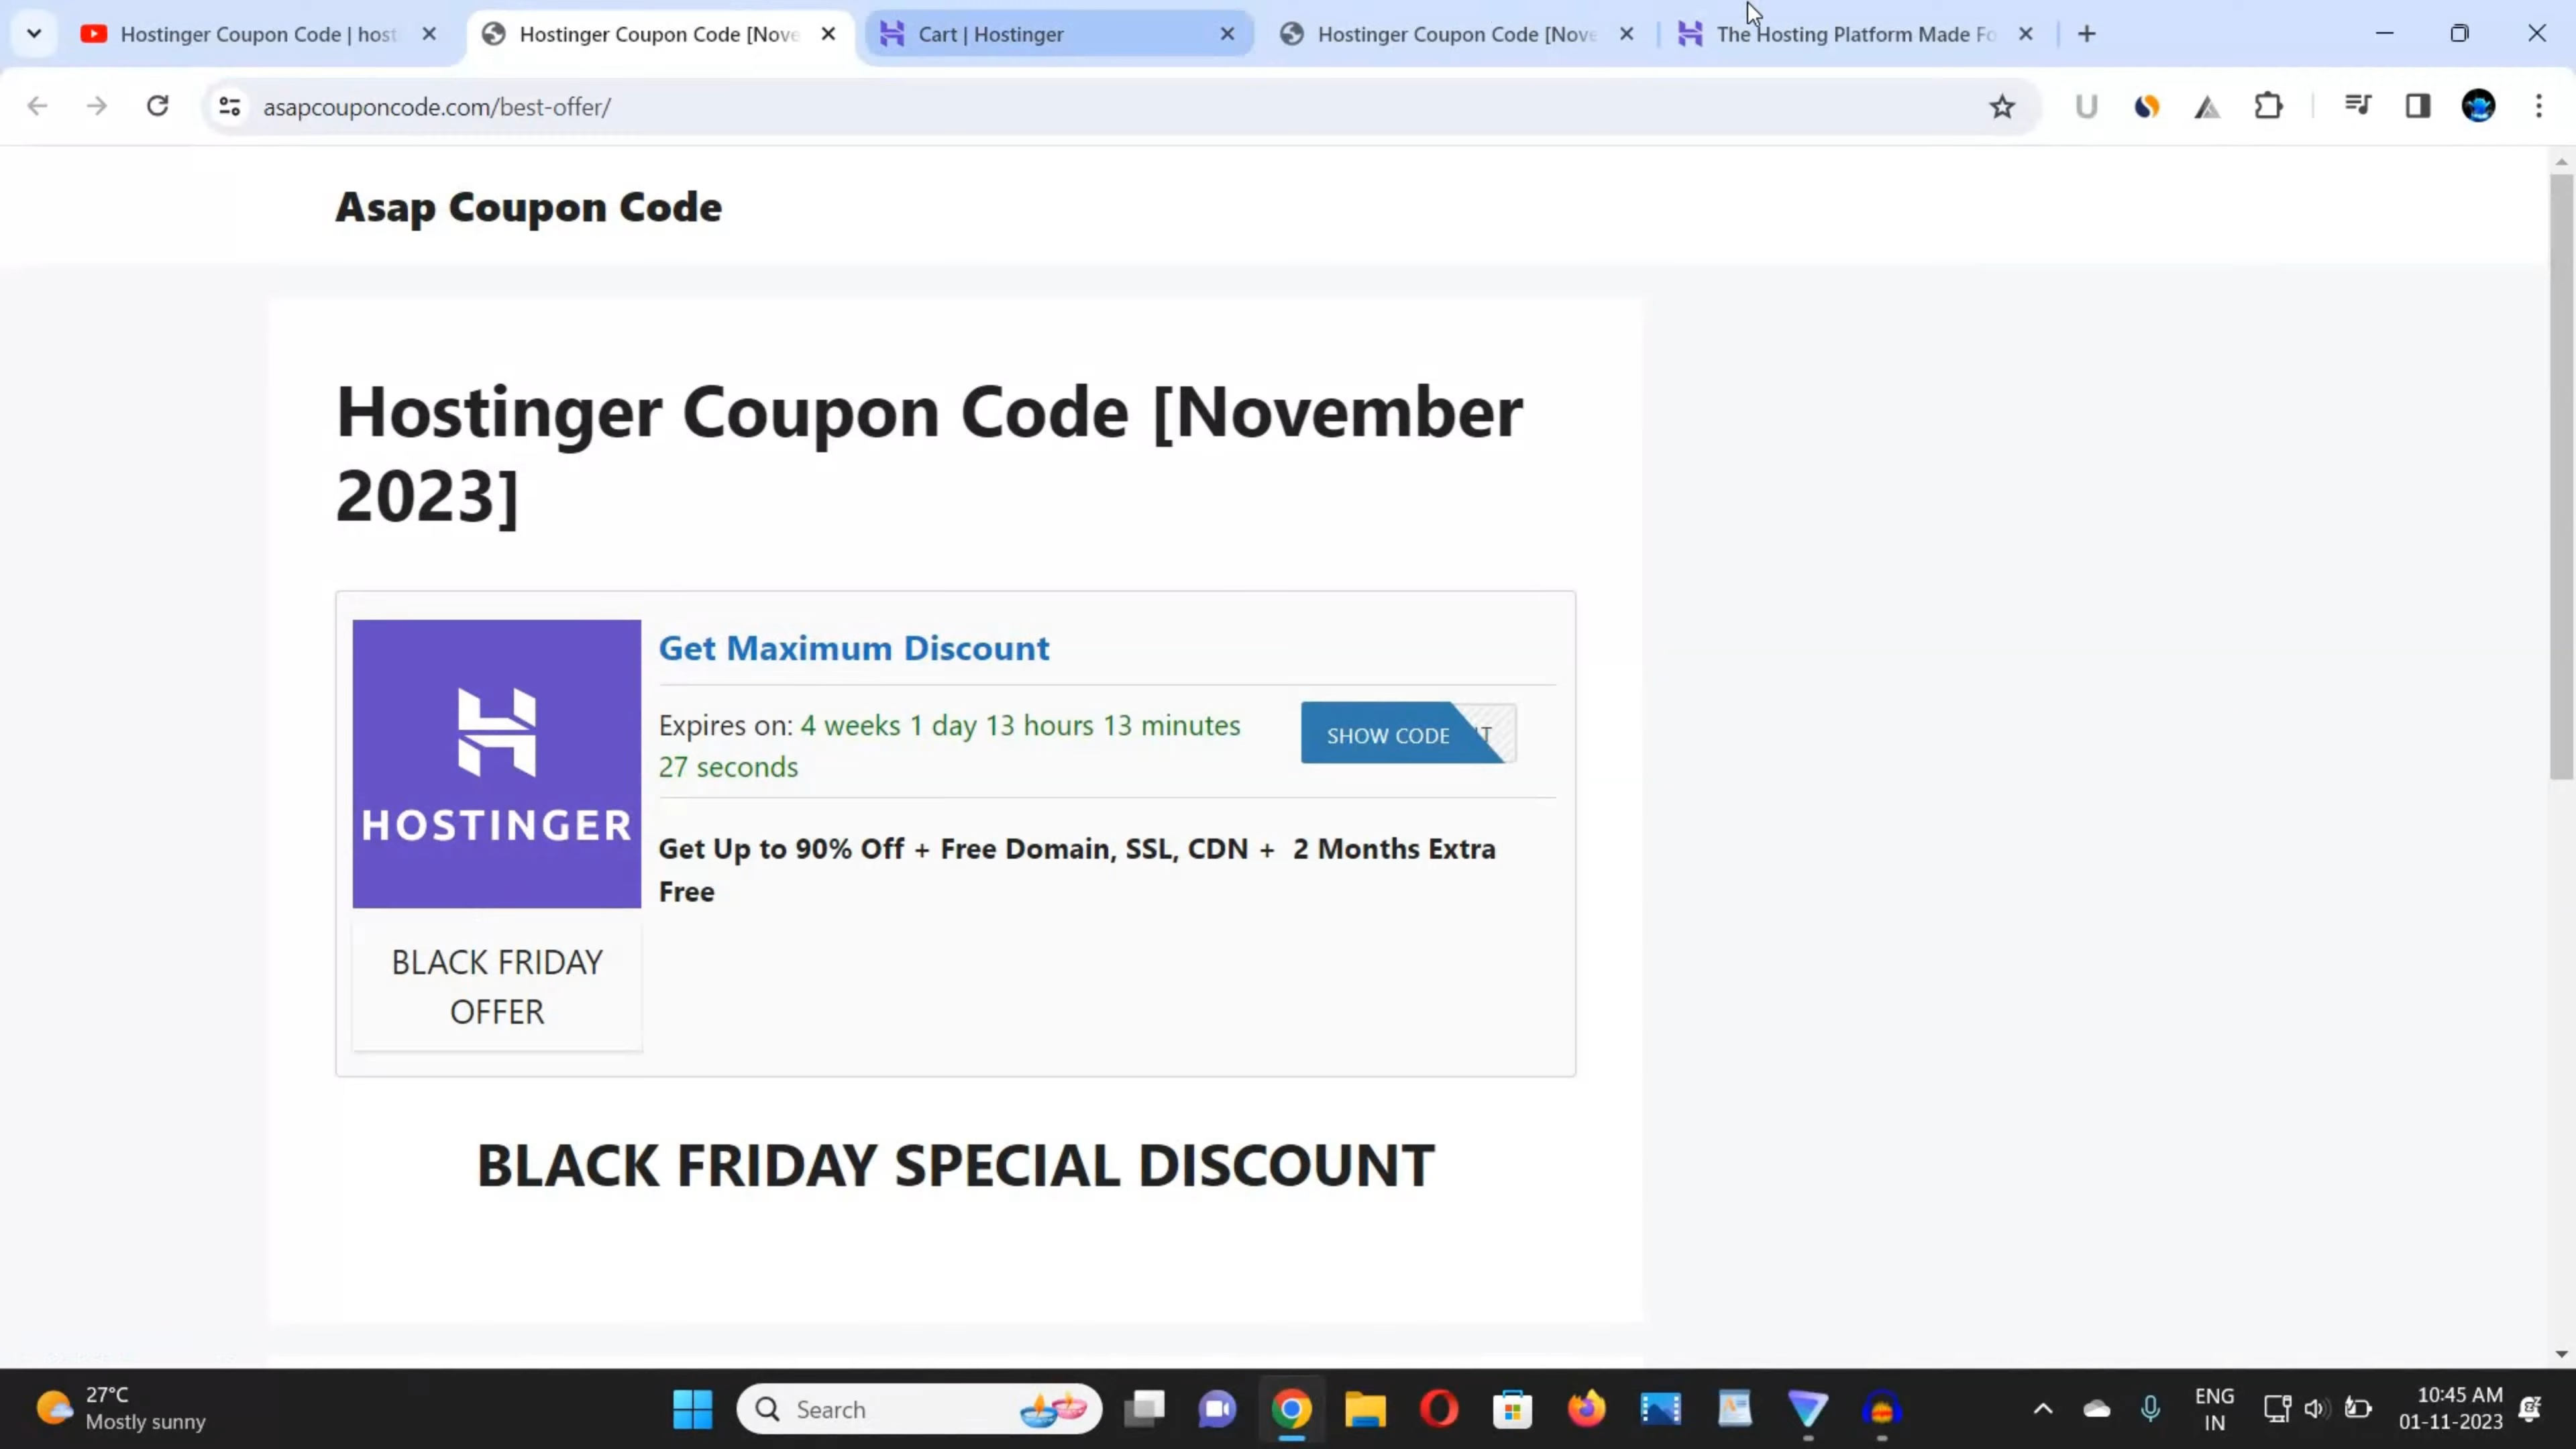 Hostinger Coupon Code | host
Hostinger Coupon Code [Nove
Cart | Hostinger
Hostinger Coupon Code [Nove
The Hosting Platform Made Fo
asapcouponcode.com/best-offer/
Asap Coupon Code
Hostinger Coupon Code [November
2023]
HOSTINGER
BLACK FRIDAY
OFFER
Get Maximum Discount
Expires on: 4 weeks 1 day 13 hours 13 minutes
27 seconds
SHOW CODE
Get Up to 90% Off + Free Domain, SSL, CDN + 2 Months Extra
Free
BLACK FRIDAY SPECIAL DISCOUNT
27°C
Mostly sunny
Search
ENG
IN
10:45 AM
01-11-2023